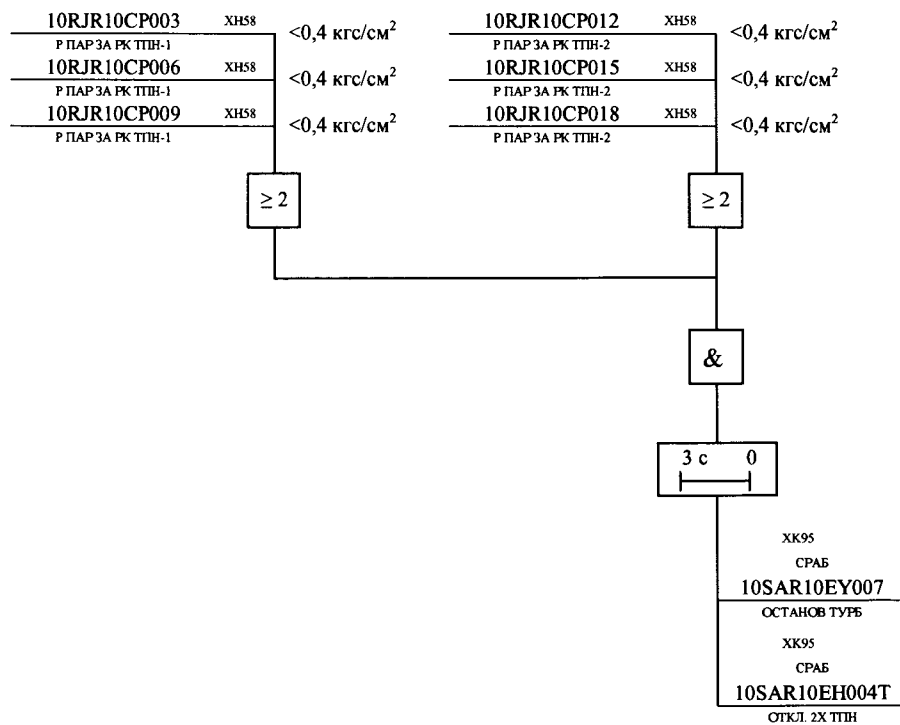 10RJR10CP003 XH58 <0,4 кгс/см²
Р ПАР ЗА РК ТПН-1
10RJR10CP006 XH58 <0,4 кгс/см²
Р ПАР ЗА РК ТПН-1
10RJR10CP009 XH58 <0,4 кгс/см²
Р ПАР ЗА РК ТПН-1
10RJR10CP012 XH58 <0,4 кгс/см²
Р ПАР ЗА РК ТПН-2
10RJR10CP015 XH58 <0,4 кгс/см²
Р ПАР ЗА РК ТПН-2
10RJR10CP018 XH58 <0,4 кгс/см²
Р ПАР ЗА РК ТПН-2
≥ 2
≥ 2
&
3 с 0
XK95
СРАБ
10SAR10EY007
ОСТАНОВ ТУРБ
XK95
СРАБ
10SAR10EH004T
ОТКЛ. 2Х ТПН